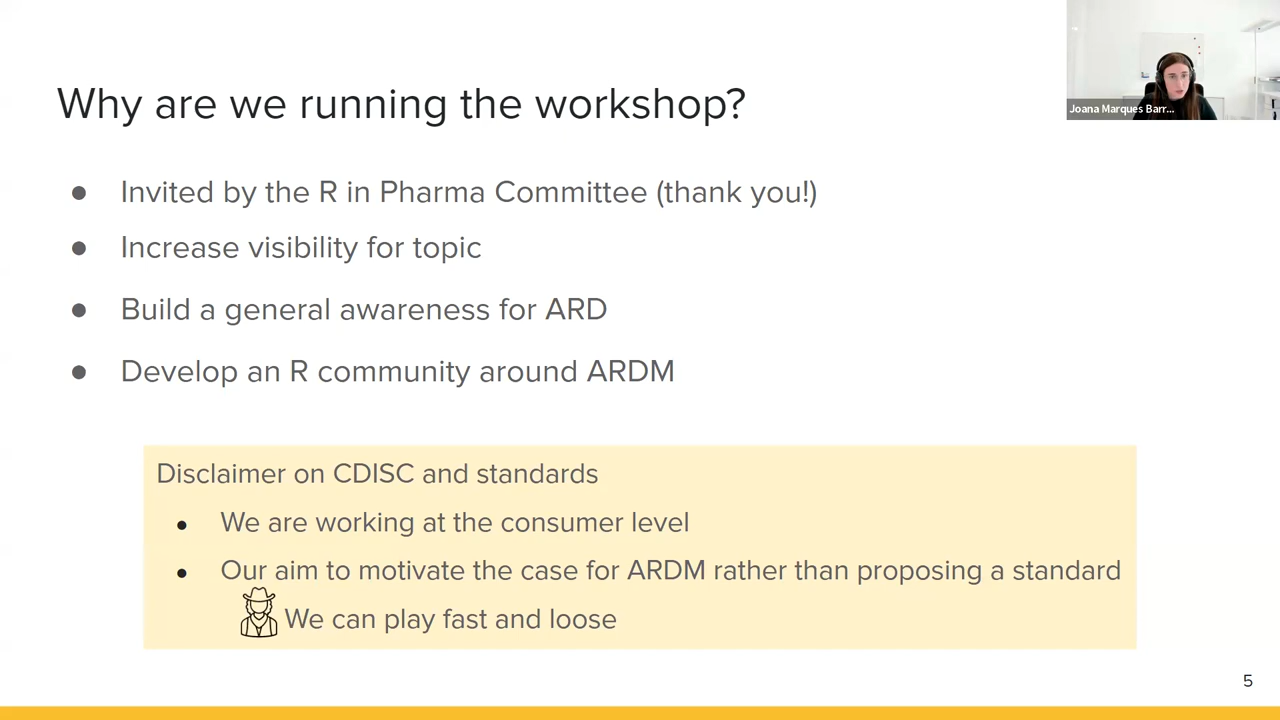 Joana Marques Barr...
Why are we running the workshop?
● Invited by the R in Pharma Committee (thank you!)
● Increase visibility for topic
● Build a general awareness for ARD
● Develop an R community around ARDM
Disclaimer on CDISC and standards
● We are working at the consumer level
● Our aim to motivate the case for ARDM rather than proposing a standard
We can play fast and loose
5